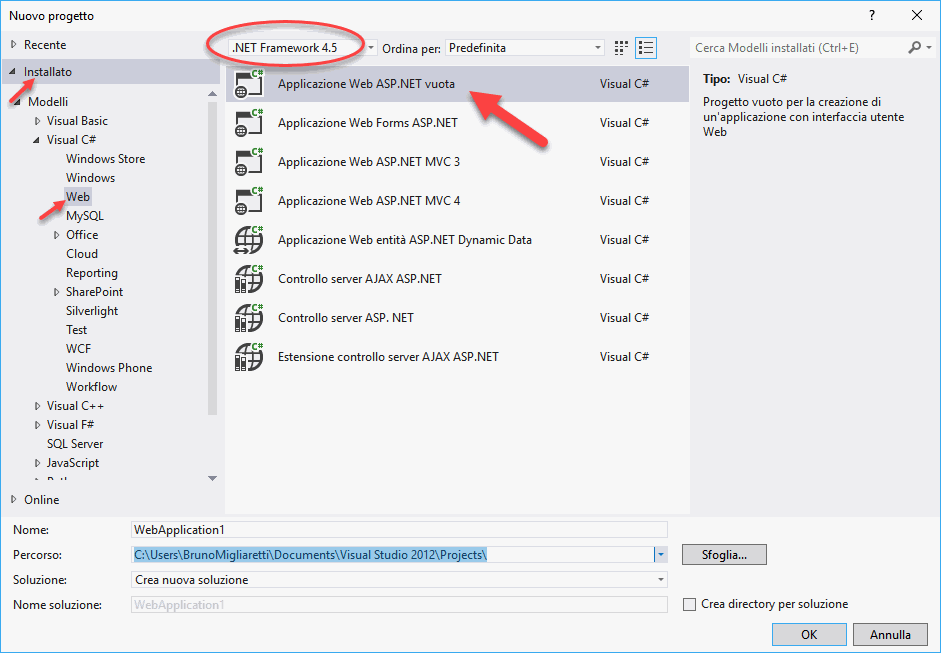 Nuovo progetto
?
Recente
.NET Framework 4.5
Ordina per:
Predefinita
Cerca Modelli installati (Ctrl+E)
Installato
Modelli
Visual Basic
Visual C#
Windows Store
Windows
Web
MySQL
Office
Cloud
Reporting
SharePoint
Silverlight
Test
WCF
Windows Phone
Workflow
Visual C++
Visual F#
SQL Server
JavaScript
Online
C# Applicazione Web ASP.NET vuota Visual C#
C# Applicazione Web Forms ASP.NET Visual C#
C# Applicazione Web ASP.NET MVC 3 Visual C#
C# Applicazione Web ASP.NET MVC 4 Visual C#
C# Applicazione Web entità ASP.NET Dynamic Data Visual C#
C# Controllo server AJAX ASP.NET Visual C#
C# Controllo server ASP. NET Visual C#
C# Estensione controllo server AJAX ASP.NET Visual C#
Tipo: Visual C#
Progetto vuoto per la creazione di
un'applicazione con interfaccia utente
Web
Nome: WebApplication1
Percorso: C:\Users\BrunoMigliaretti\Documents\Visual Studio 2012\Projects\
Sfoglia...
Soluzione: Crea nuova soluzione
Nome soluzione: WebApplication1
Crea directory per soluzione
OK
Annulla